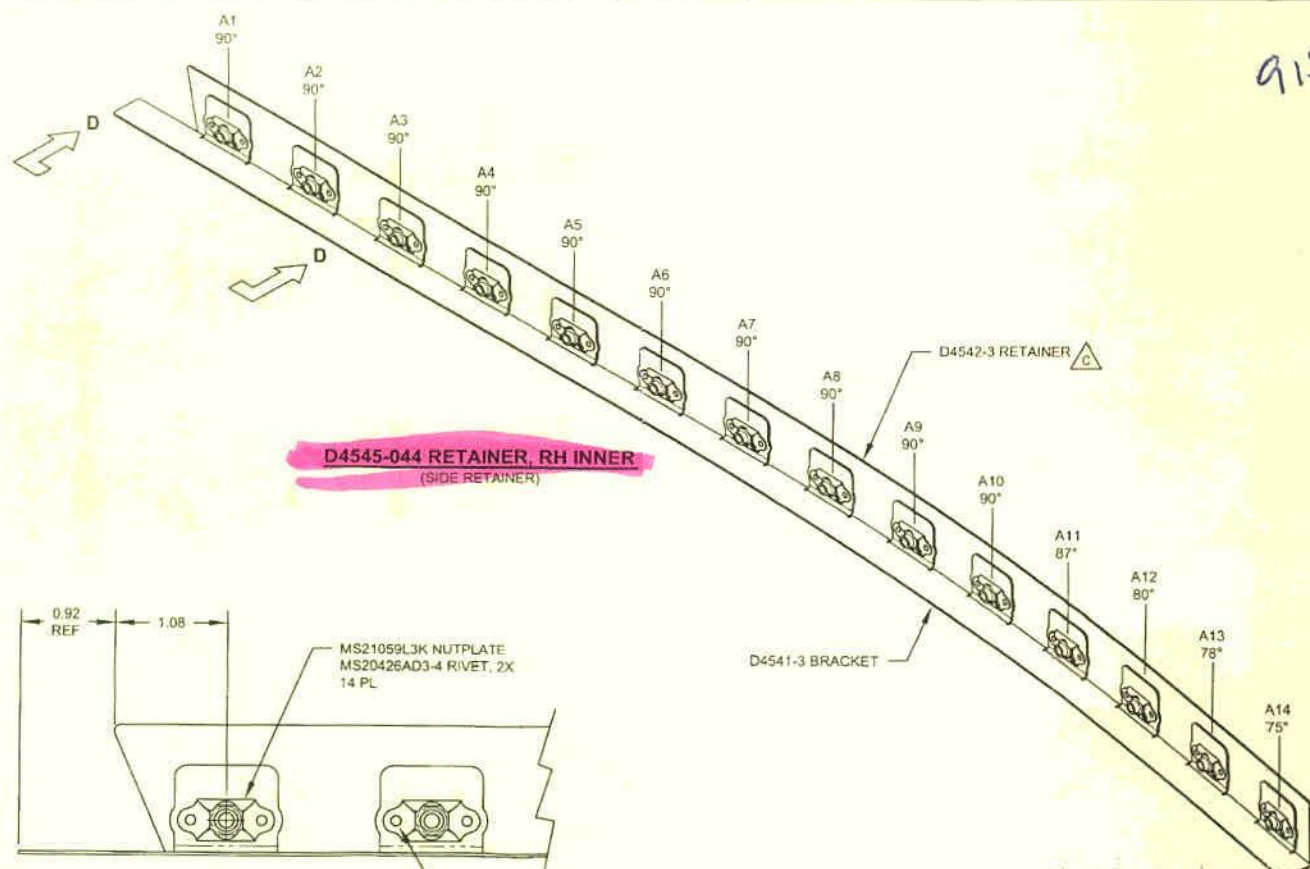 A1
90°
A2
90°
A3
90°
A4
90°
A5
90°
A6
90°
A7
90°
A8
90°
A9
90°
A10
90°
A11
87°
A12
80°
A13
78°
A14
75°
D
D
D4542-3 RETAINER
C
D4545-044 RETAINER, RH INNER
(SIDE RETAINER)
D4541-3 BRACKET
0.92
REF
1.08
MS21059L3K NUTPLATE
MS20426AD3-4 RIVET, 2X
14 PL